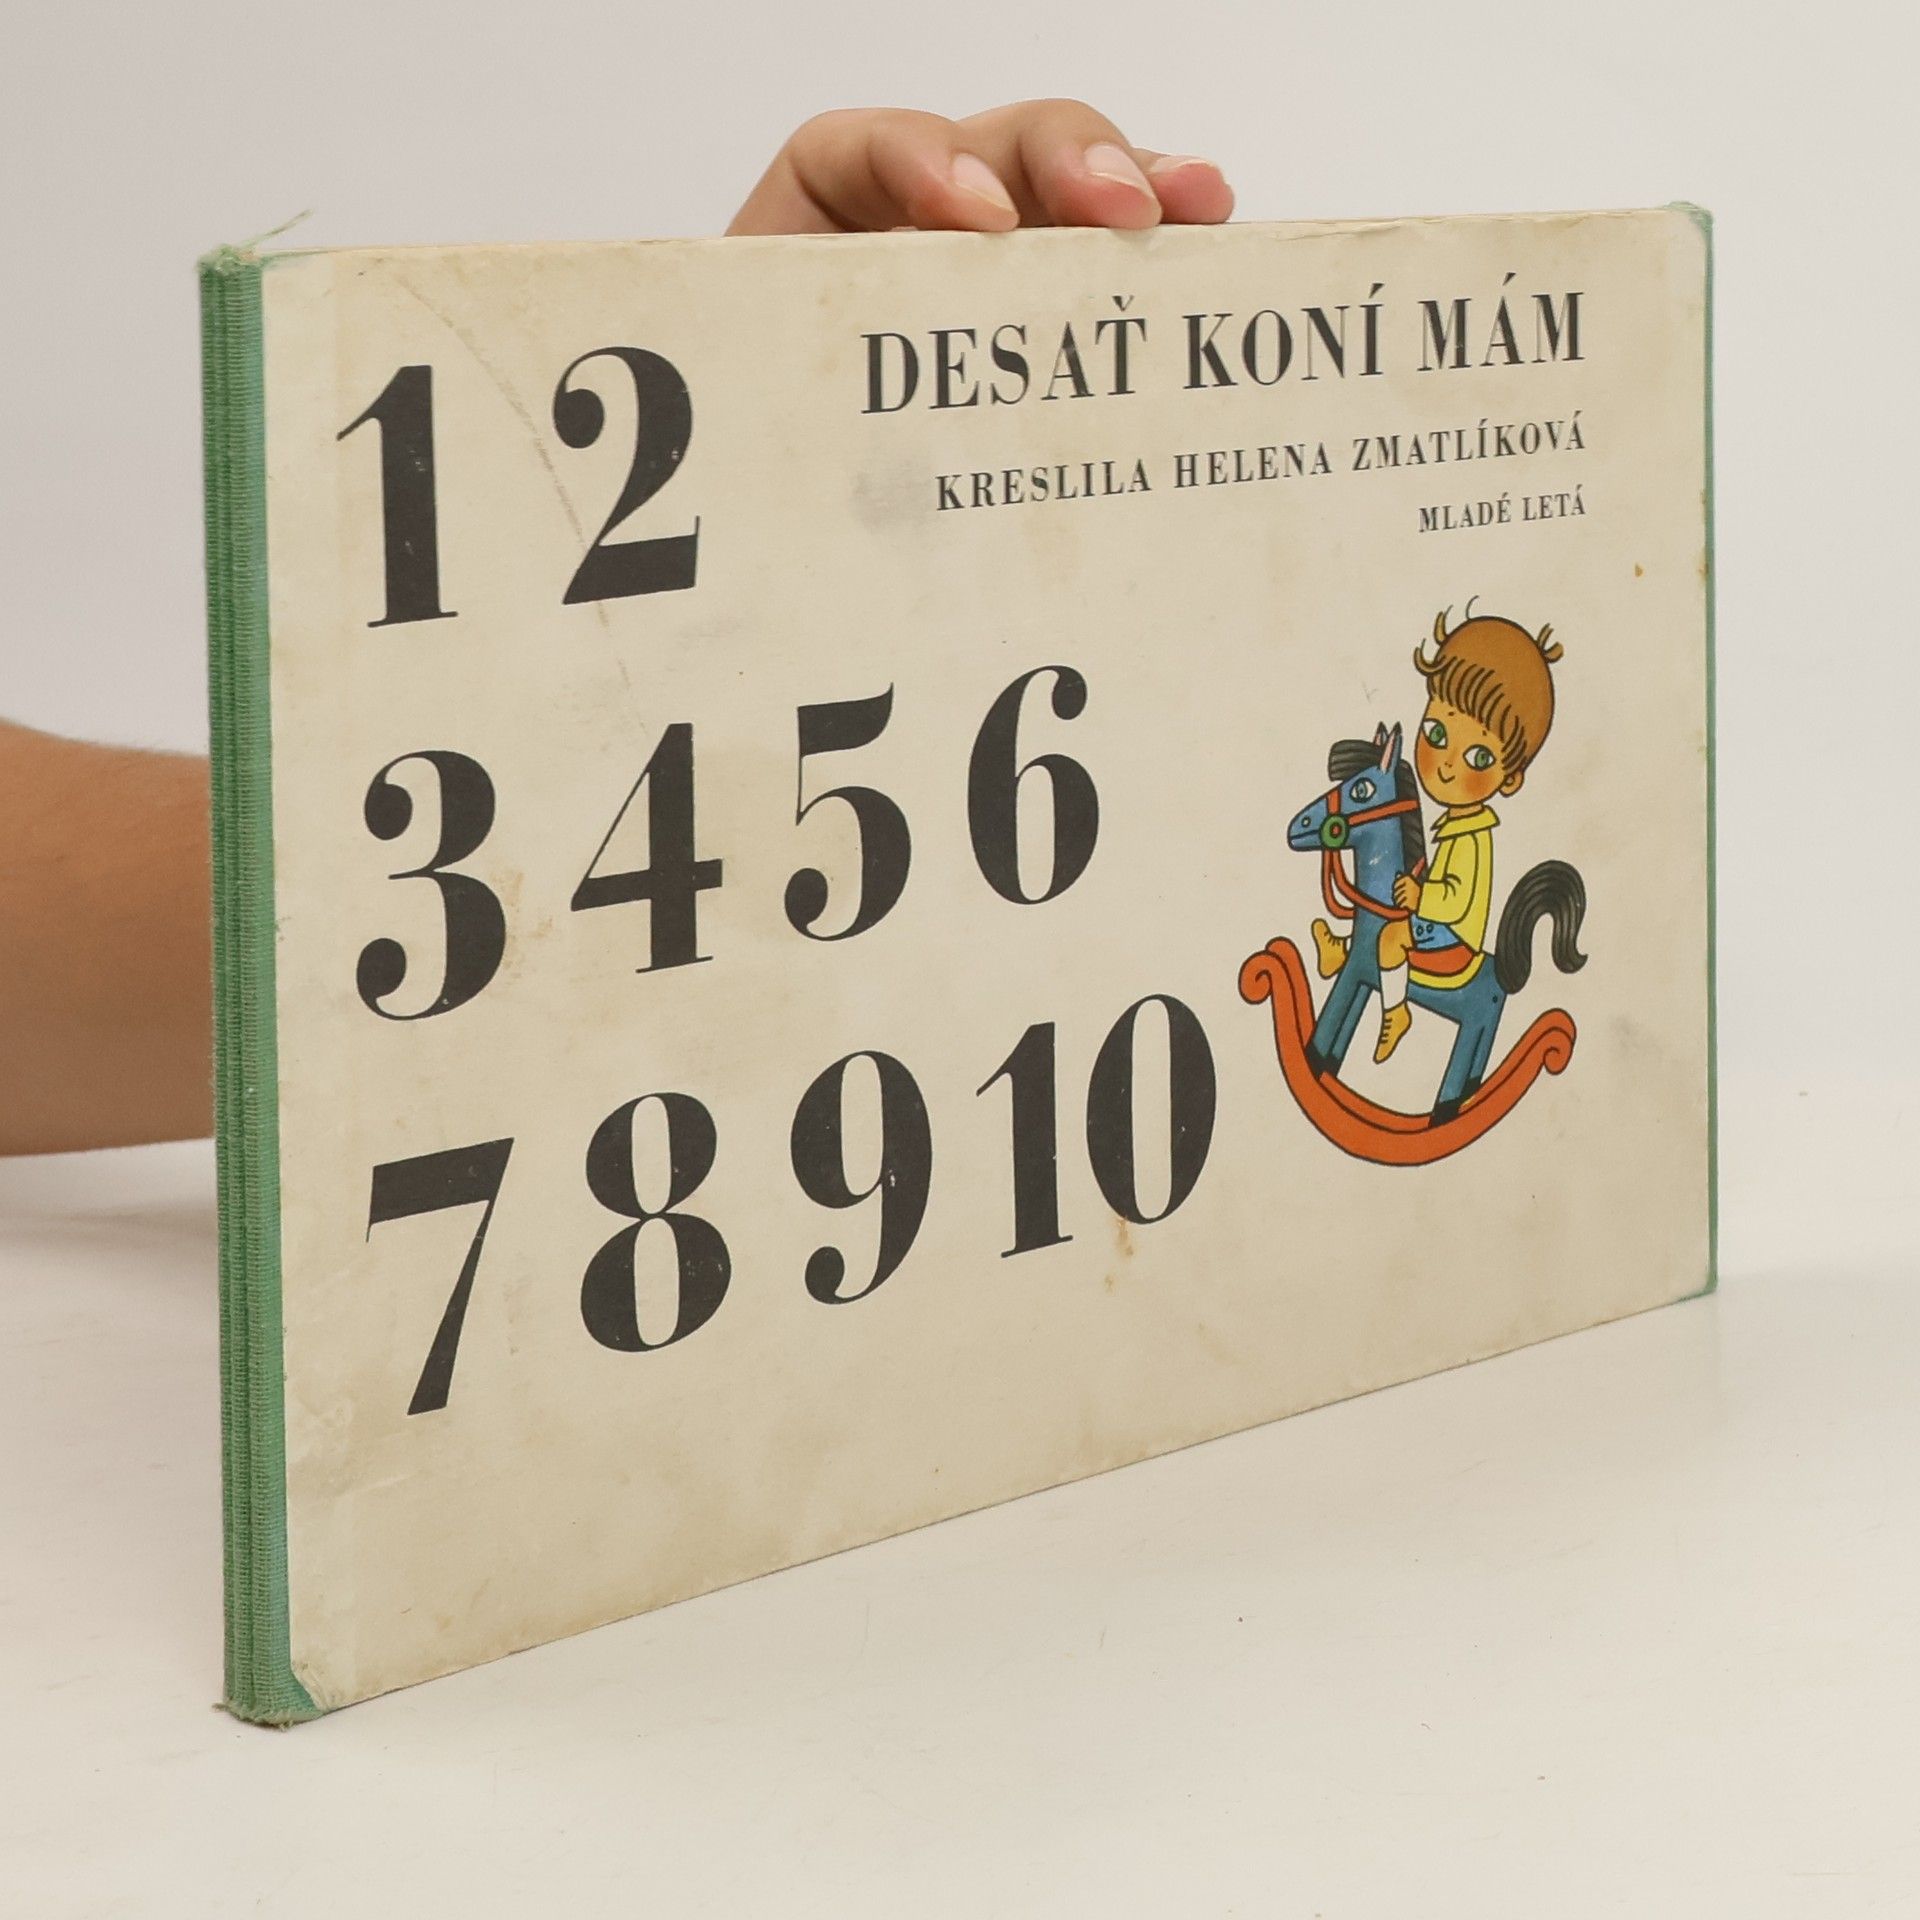 DESAŤ KONÍ MÁM
KRESLILA HELENA ZMATLÍKOVÁ
MLADÉ LETÁ
1 2
3 4 5 6
7 8 9 10